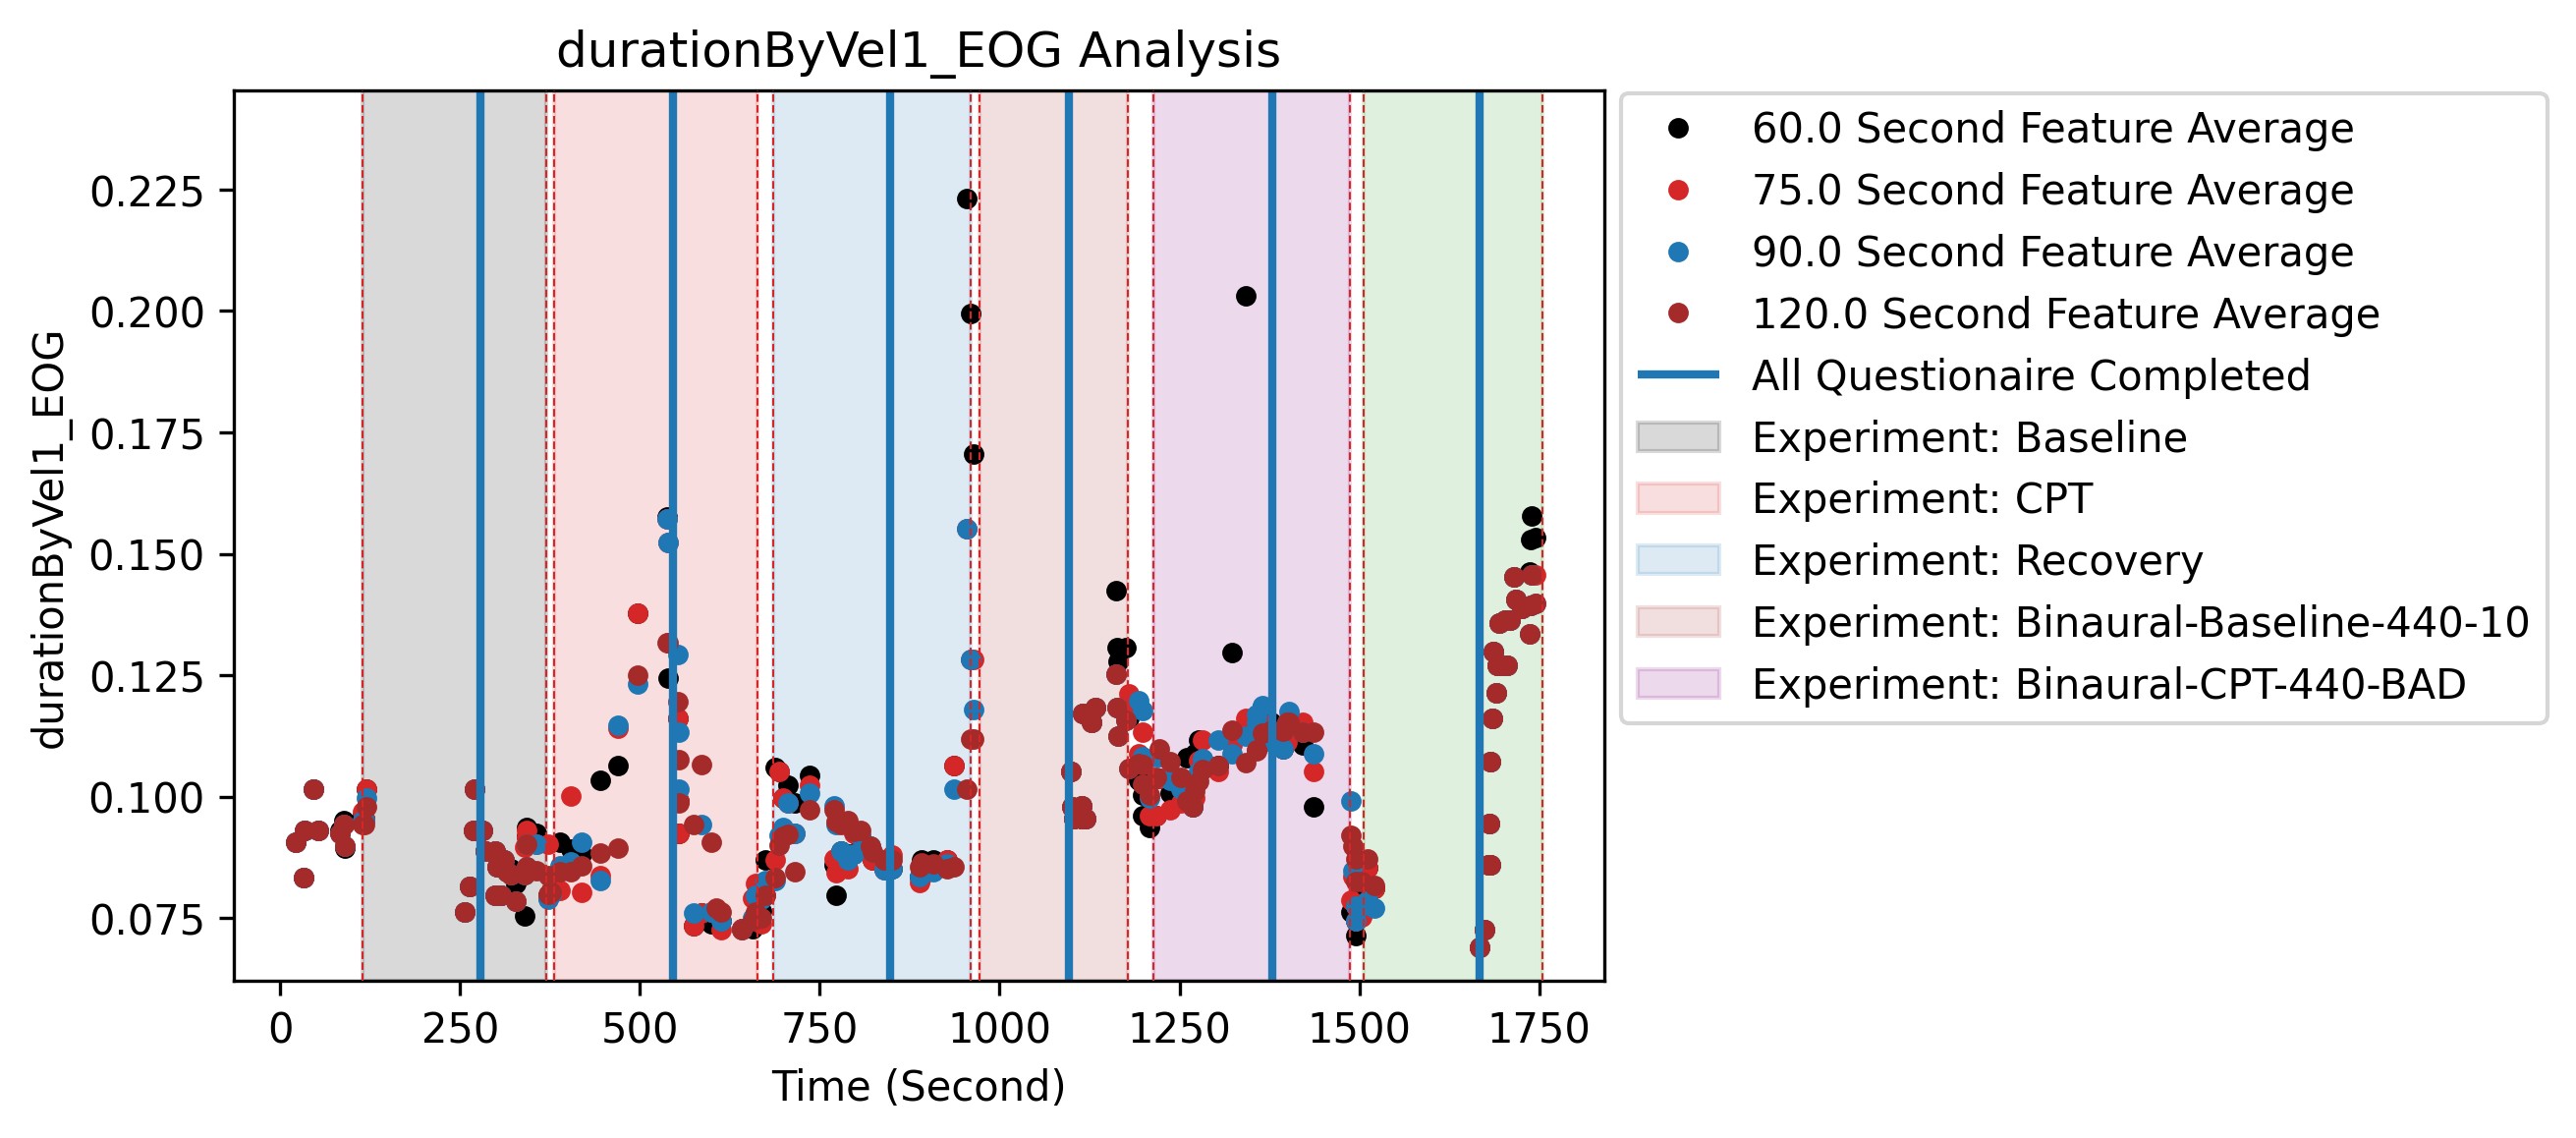 durationByVel1_EOG Analysis
durationByVel1_EOG
0.225
0.200
0.175
0.150
0.125
0.100
0.075
0 250 500 750 1000 1250 1500 1750
Time (Second)
60.0 Second Feature Average
75.0 Second Feature Average
90.0 Second Feature Average
120.0 Second Feature Average
All Questionaire Completed
Experiment: Baseline
Experiment: CPT
Experiment: Recovery
Experiment: Binaural-Baseline-440-10
Experiment: Binaural-CPT-440-BAD